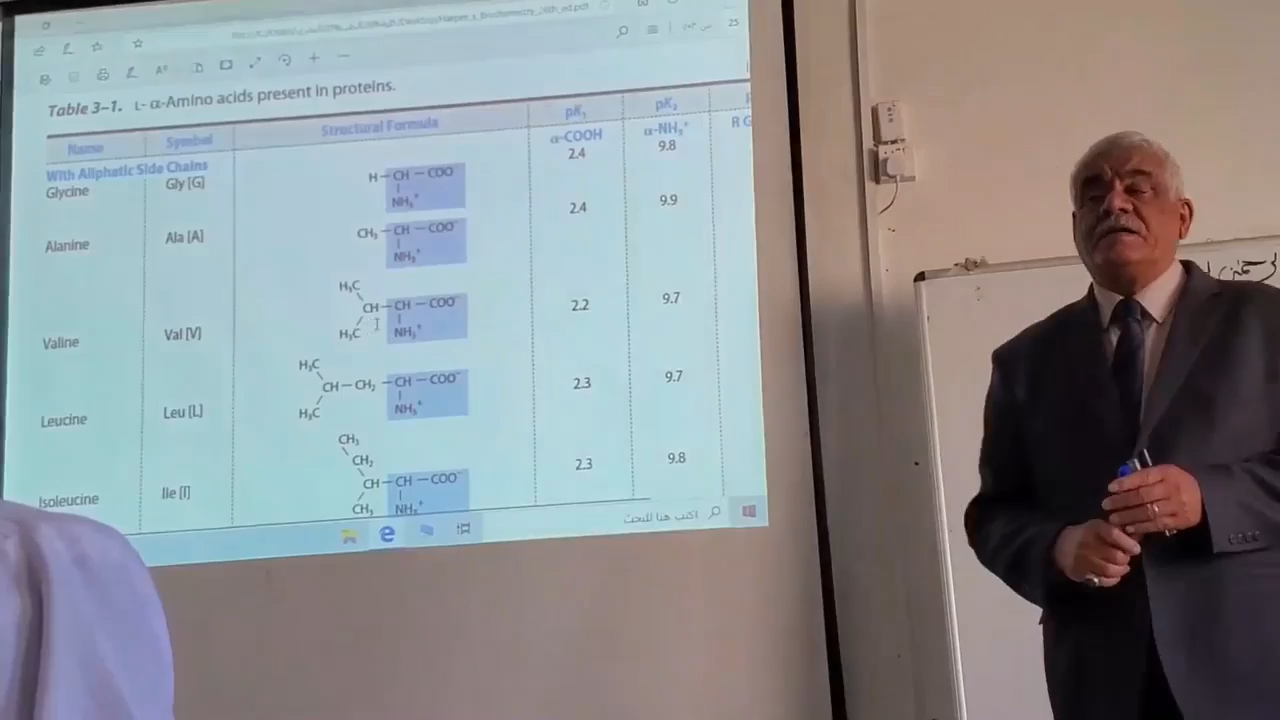 Harper_s_Biochemistry_26th_ed.pdf
25
Table 3–1. L-α-Amino acids present in proteins.
Name Symbol Structural Formula pK₁ pK₂
α-COOH α-NH₃⁺ R G
With Aliphatic Side Chains
Glycine Gly [G] H—CH—COO⁻ 2.4 9.8
NH₃⁺
Alanine Ala [A] CH₃—CH—COO⁻ 2.4 9.9
NH₃⁺
H₃C
Valine Val [V] CH—CH—COO⁻ 2.2 9.7
H₃C NH₃⁺
H₃C
Leucine Leu [L] CH—CH₂—CH—COO⁻ 2.3 9.7
H₃C NH₃⁺
CH₃
CH₂
Isoleucine Ile [I] CH—CH—COO⁻ 2.3 9.8
CH₃ NH₃⁺
اكتب هنا للبحث